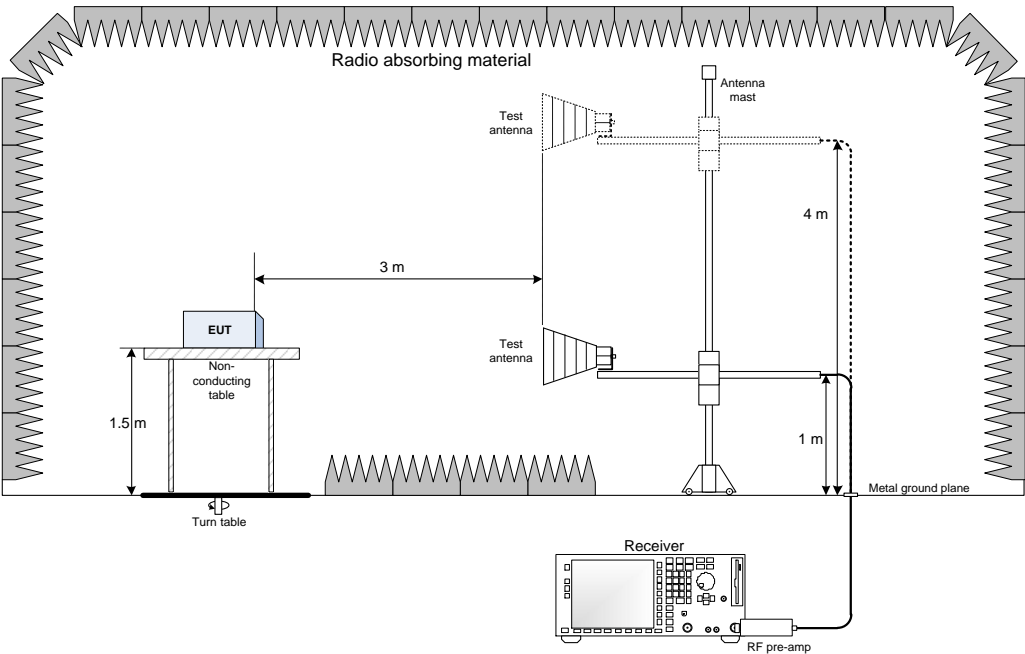 Radio absorbing material
Antenna
mast
Test
antenna
4 m
3 m
EUT
Test
antenna
Non-
conducting
table
1.5 m
1 m
Metal ground plane
Turn table
Receiver
RF pre-amp